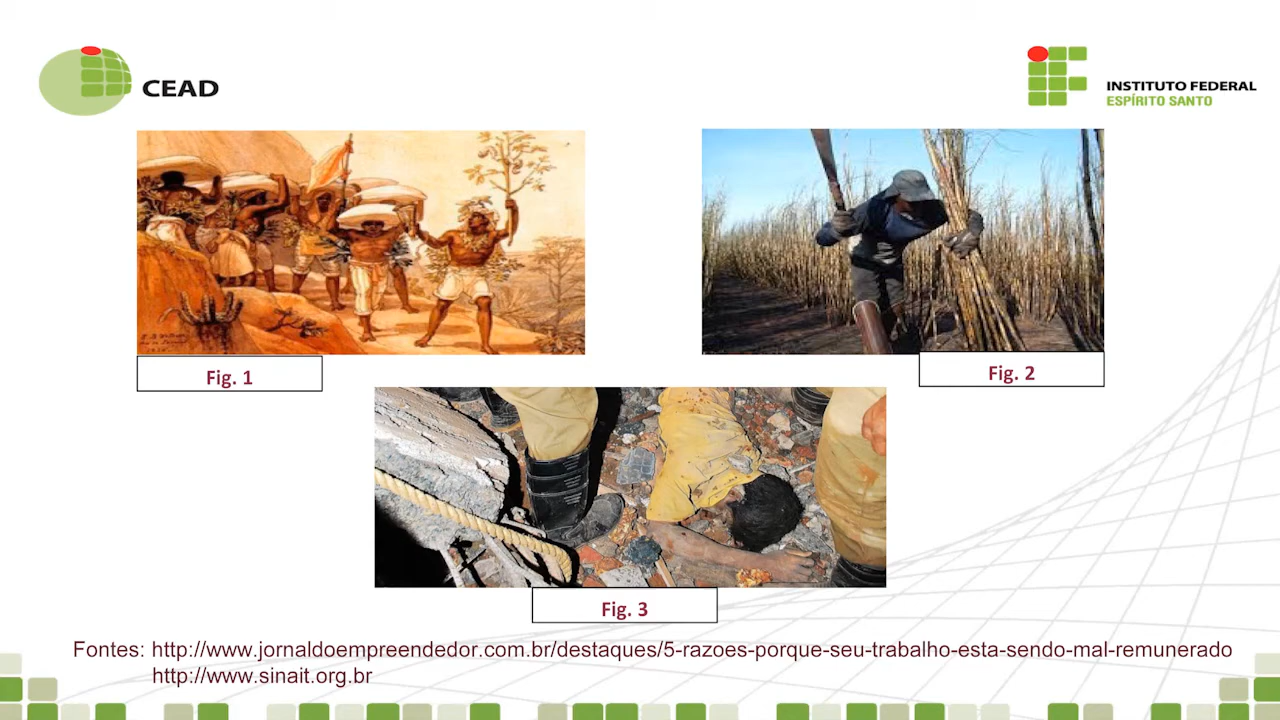 CEAD
INSTITUTO FEDERAL
ESPÍRITO SANTO
Fig. 1
Fig. 2
Fig. 3
Fontes: http://www.jornaldoempreendedor.com.br/destaques/5-razoes-porque-seu-trabalho-esta-sendo-mal-remunerado
http://www.sinait.org.br